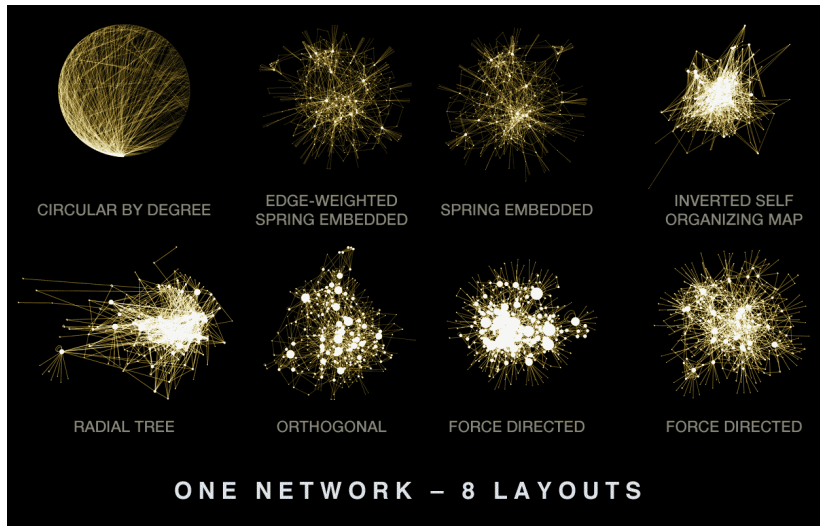 CIRCULAR BY DEGREE
EDGE-WEIGHTED
SPRING EMBEDDED
SPRING EMBEDDED
INVERTED SELF
ORGANIZING MAP
RADIAL TREE
ORTHOGONAL
FORCE DIRECTED
FORCE DIRECTED
ONE NETWORK – 8 LAYOUTS